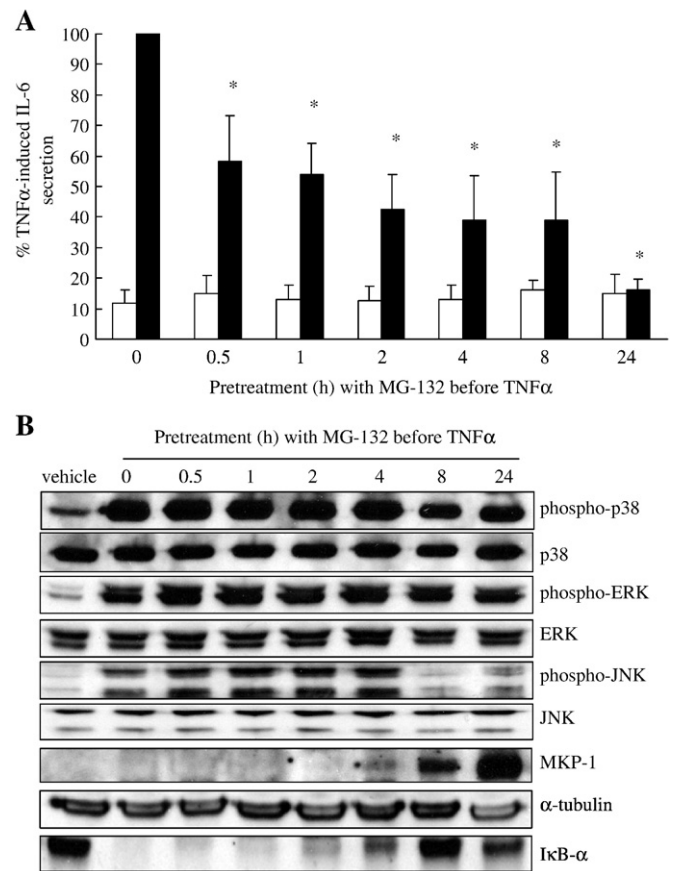 A
% TNFα-induced IL-6
secretion
100
90
80
70
60
50
40
30
20
10
0
* * * * * *
0 0.5 1 2 4 8 24
Pretreatment (h) with MG-132 before TNFα
B
Pretreatment (h) with MG-132 before TNFα
vehicle 0 0.5 1 2 4 8 24
phospho-p38
p38
phospho-ERK
ERK
phospho-JNK
JNK
MKP-1
α-tubulin
IκB-α